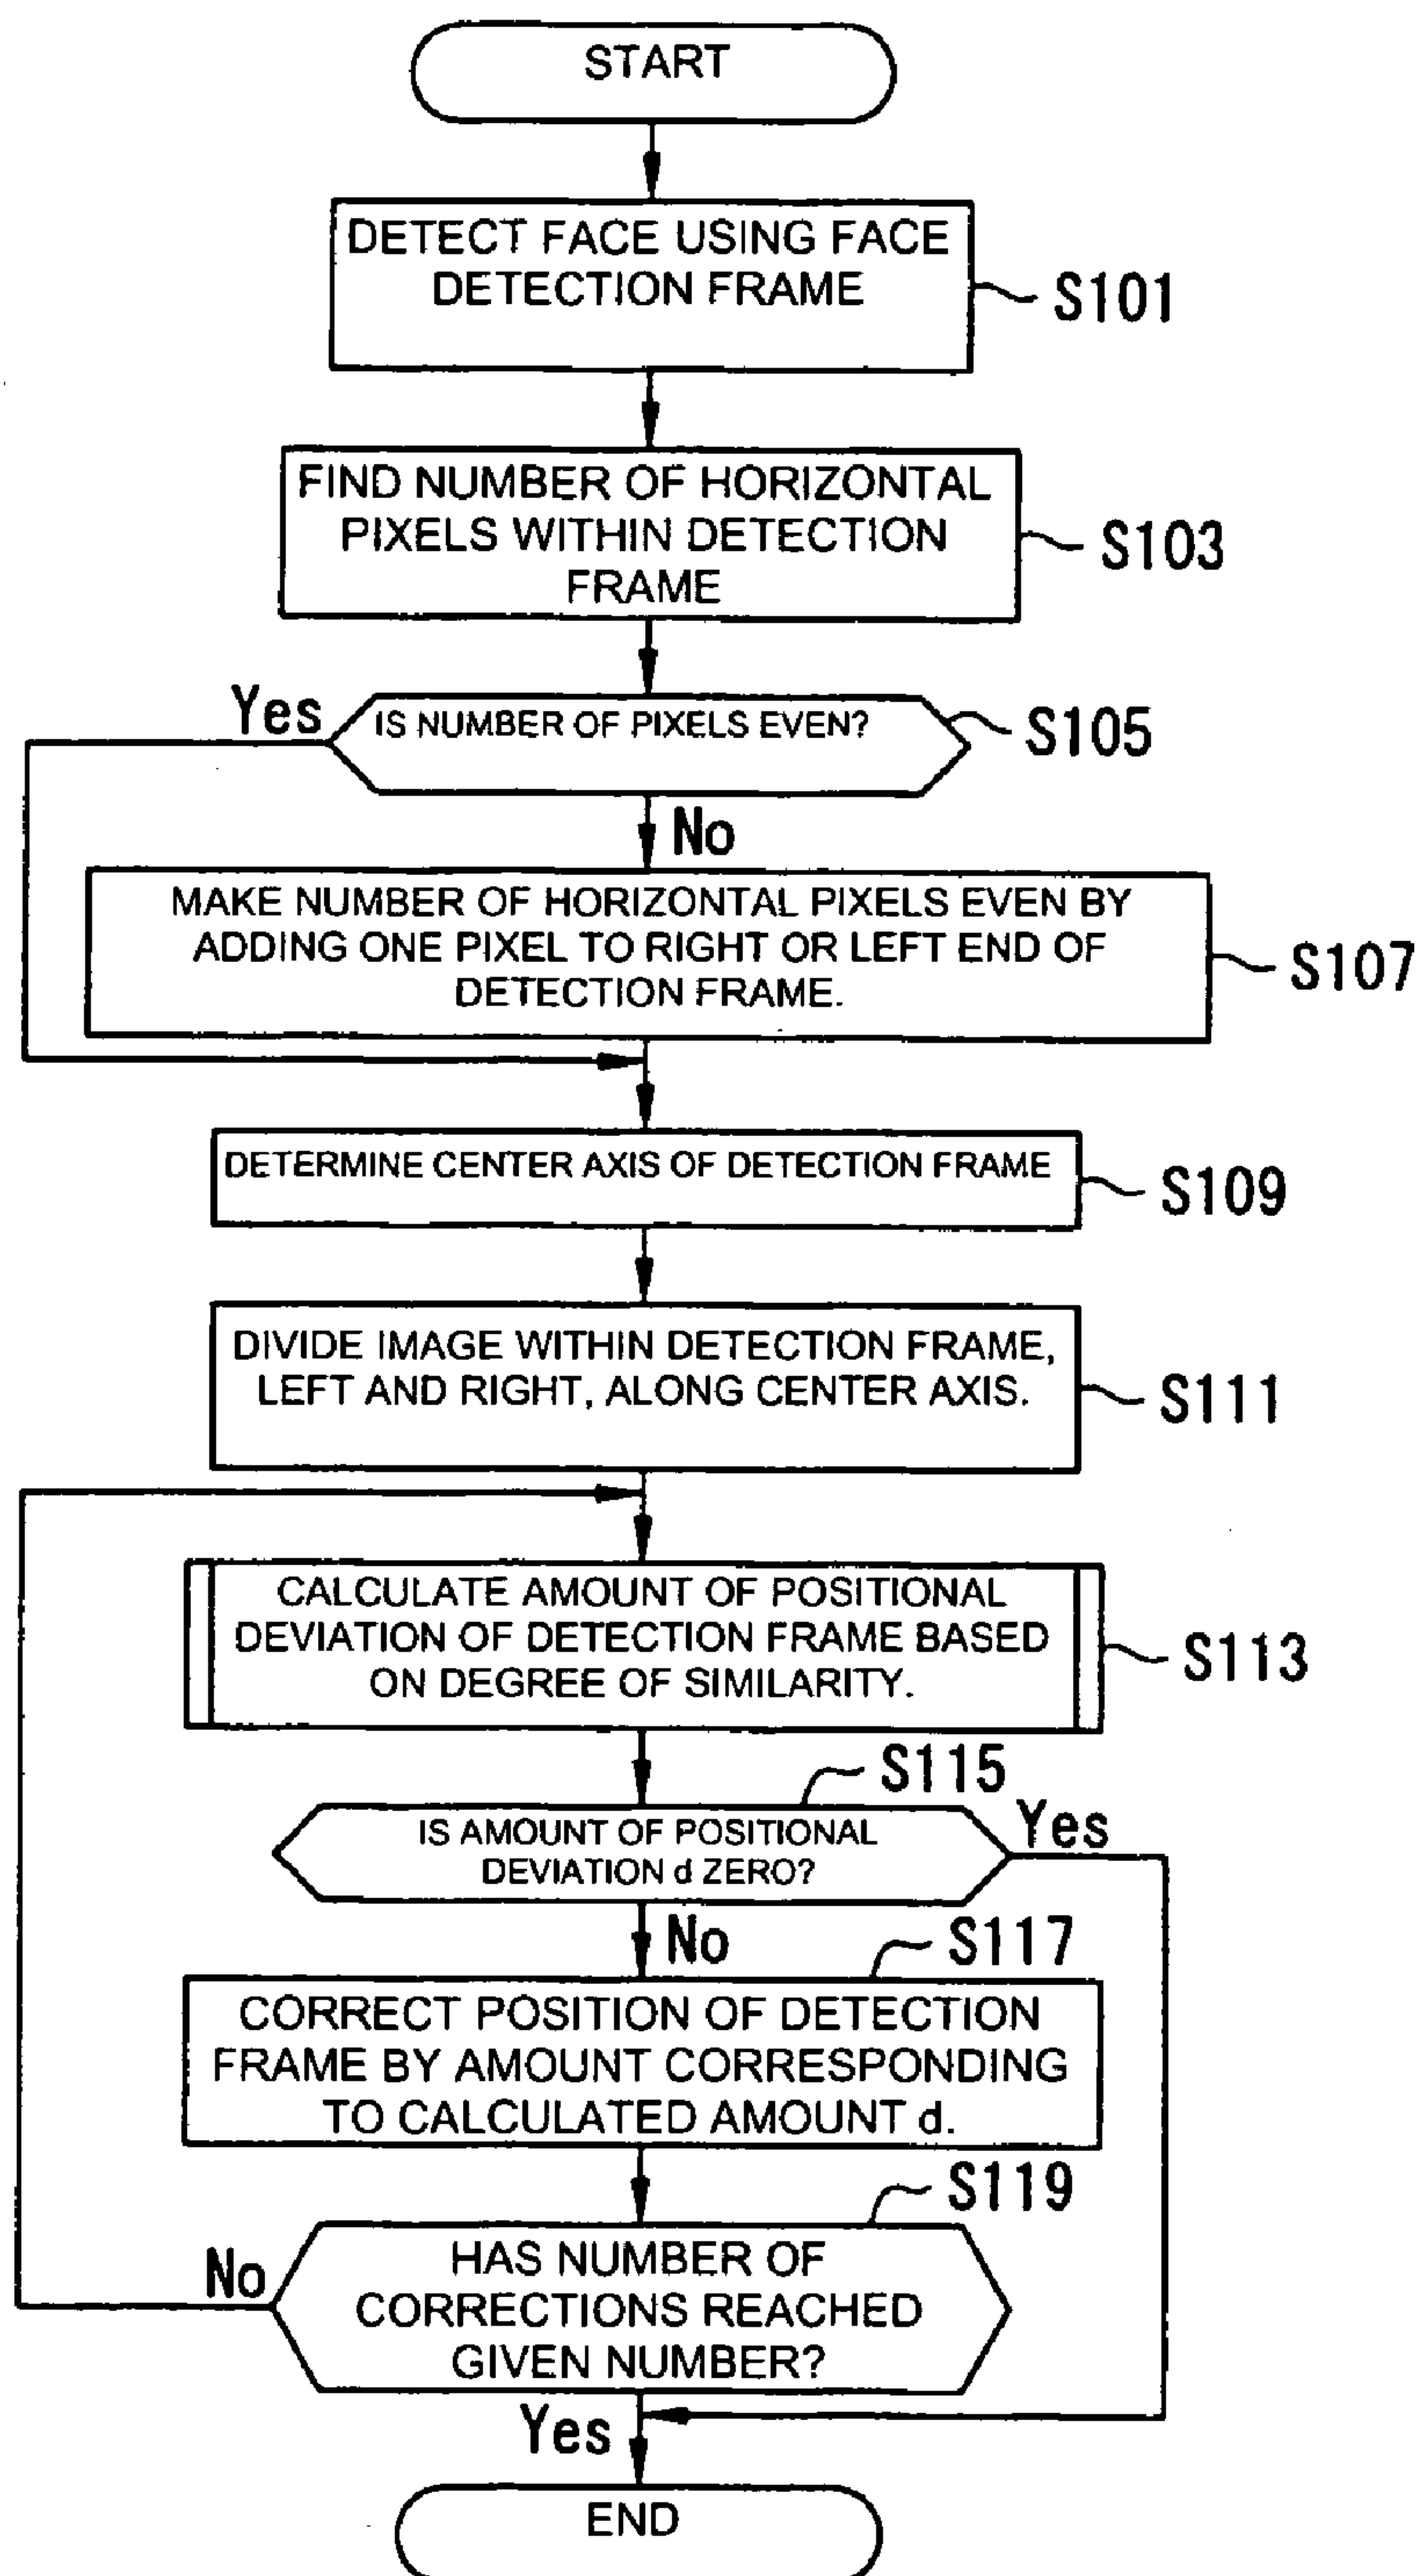 START
DETECT FACE USING FACE
DETECTION FRAME
S101
FIND NUMBER OF HORIZONTAL
PIXELS WITHIN DETECTION
FRAME
S103
Yes
IS NUMBER OF PIXELS EVEN?
S105
No
MAKE NUMBER OF HORIZONTAL PIXELS EVEN BY
ADDING ONE PIXEL TO RIGHT OR LEFT END OF
DETECTION FRAME.
S107
DETERMINE CENTER AXIS OF DETECTION FRAME
S109
DIVIDE IMAGE WITHIN DETECTION FRAME,
LEFT AND RIGHT, ALONG CENTER AXIS.
S111
CALCULATE AMOUNT OF POSITIONAL
DEVIATION OF DETECTION FRAME BASED
ON DEGREE OF SIMILARITY.
S113
S115
IS AMOUNT OF POSITIONAL
DEVIATION d ZERO?
Yes
No
S117
CORRECT POSITION OF DETECTION
FRAME BY AMOUNT CORRESPONDING
TO CALCULATED AMOUNT d.
S119
No
HAS NUMBER OF
CORRECTIONS REACHED
GIVEN NUMBER?
Yes
END